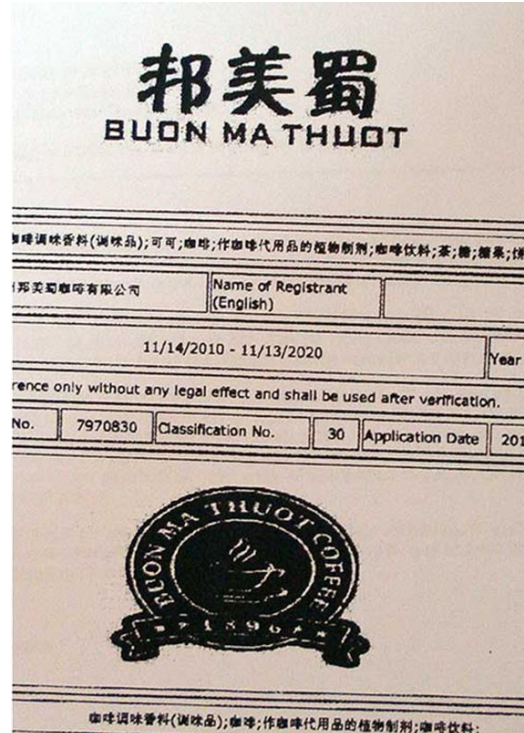 邦美蜀
BUON MA THUOT
咖啡调味香料(调味品);可可;咖啡;作咖啡代用品的植物制剂;咖啡饮料;茶;糖;糖果;饼
邦美蜀咖啡有限公司 Name of Registrant (English)
11/14/2010 - 11/13/2020 Year
rence only without any legal effect and shall be used after verification.
No. 7970830 Classification No. 30 Application Date 201
BUON MA THUOT COFFEE
1896
咖啡调味香料(调味品);咖啡;作咖啡代用品的植物制剂;咖啡饮料;